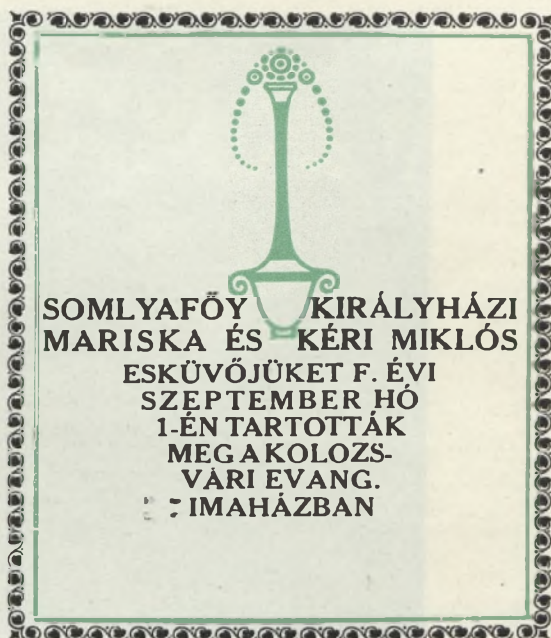 SOMLYAFŐY KIRÁLYHÁZI
MARISKA ÉS KÉRI MIKLÓS
ESKÜVŐJÜKET F. ÉVI
SZEPTEMBER HÓ
1-ÉN TARTOTTÁK
MEG A KOLOZS-
VÁRI EVANG.
IMAHÁZBAN